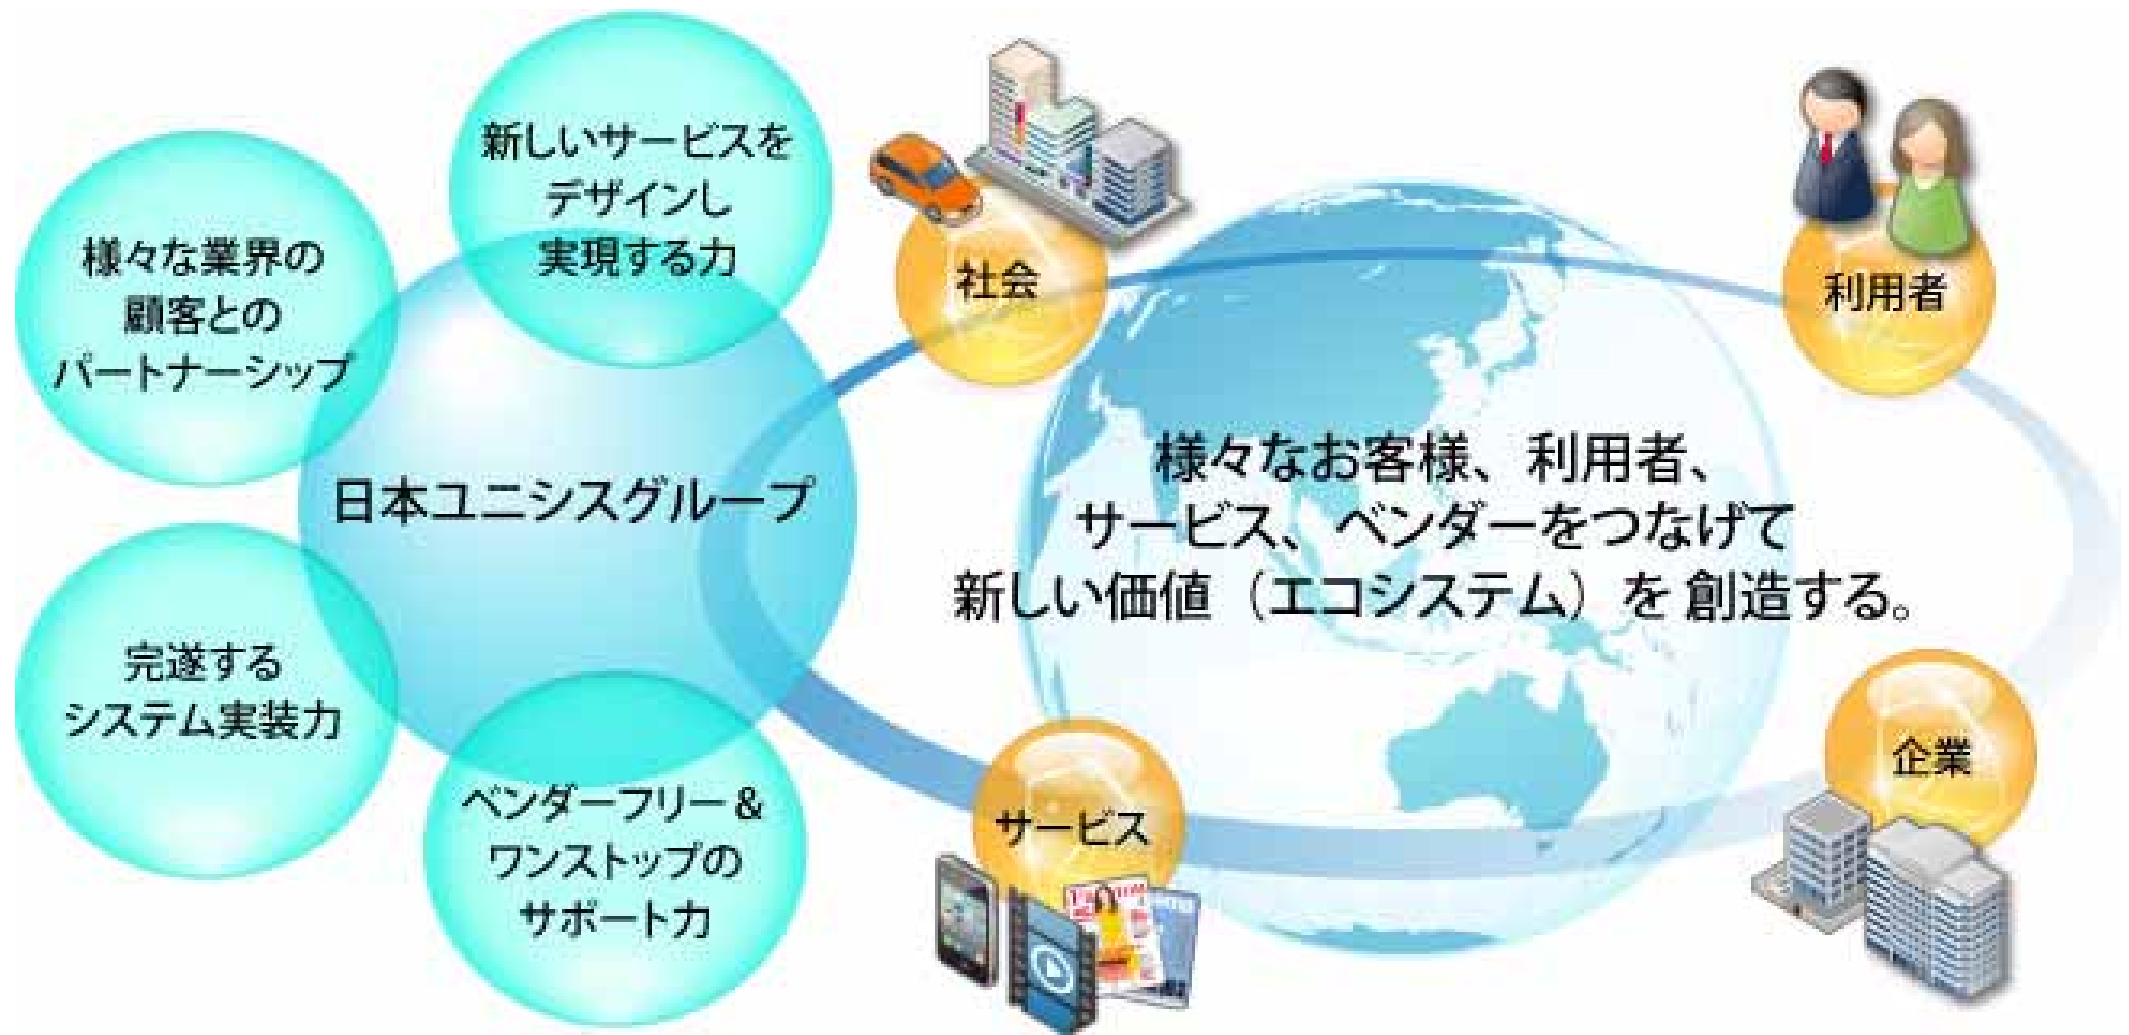 新しいサービスを
デザインし
実現する力
様々な業界の
顧客との
パートナーシップ
日本ユニシスグループ
完遂する
システム実装力
ベンダーフリー&
ワンストップの
サポート力
社会
利用者
様々なお客様、利用者、
サービス、ベンダーをつなげて
新しい価値（エコシステム）を 創造する。
サービス
企業